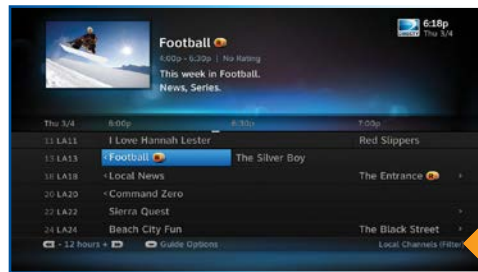 Football
DIRECTV
6:18p
Thu 3/4
4:00p - 6:30p | No Rating
This week in Football.
News, Series.
Thu 3/4 6:00p 6:30p 7:00p
11 LA11 I Love Hannah Lester Red Slippers
13 LA13 Football The Silver Boy
18 LA18 Local News The Entrance
20 LA20 Command Zero
22 LA22 Sierra Quest
24 LA24 Beach City Fun The Black Street
- 12 hours + Guide Options Local Channels (Filter)